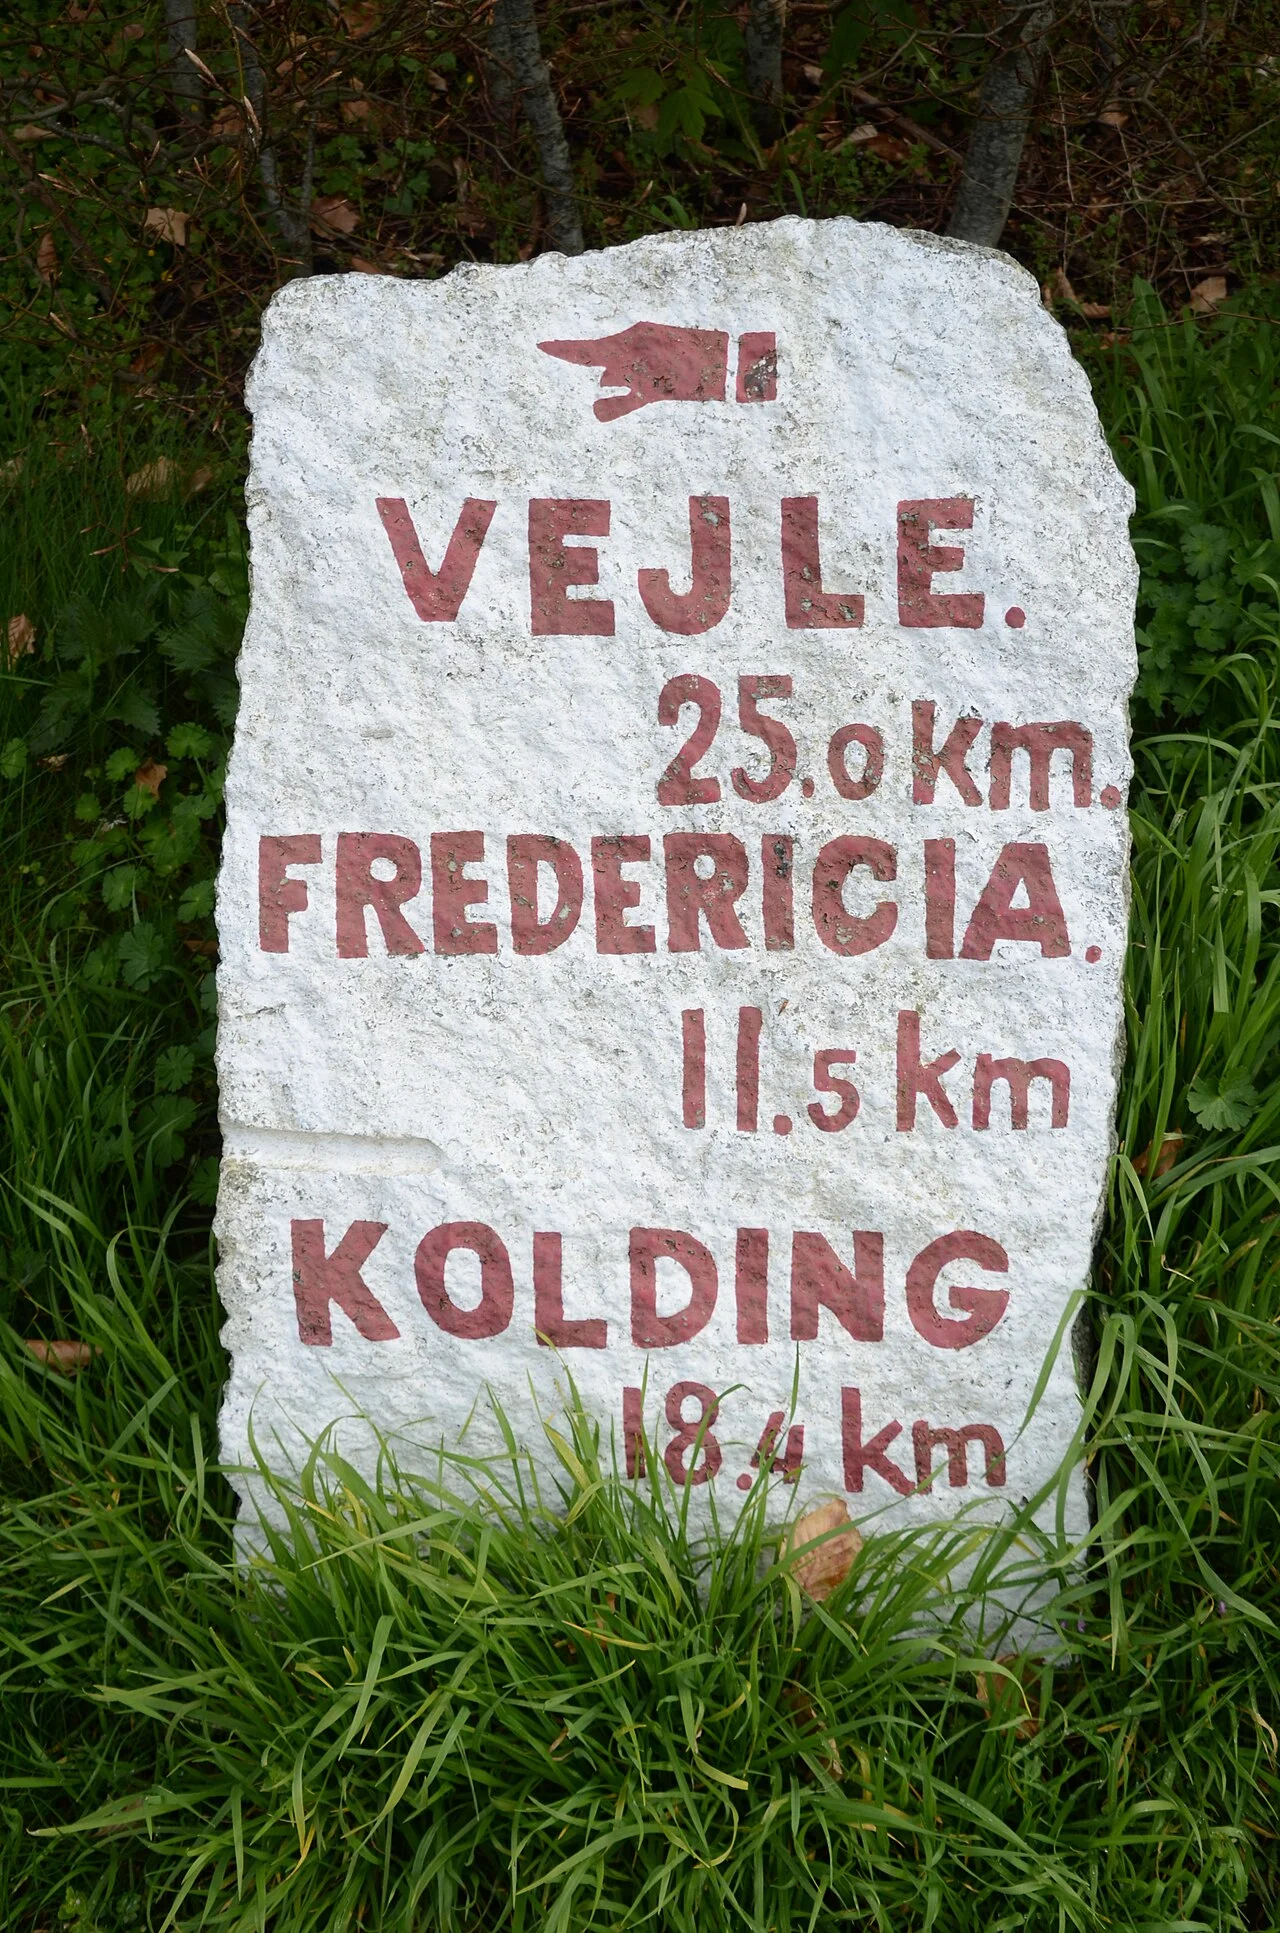 VEJLE.
25.0 km.
FREDERICIA.
11.5 km
KOLDING
18.4 km